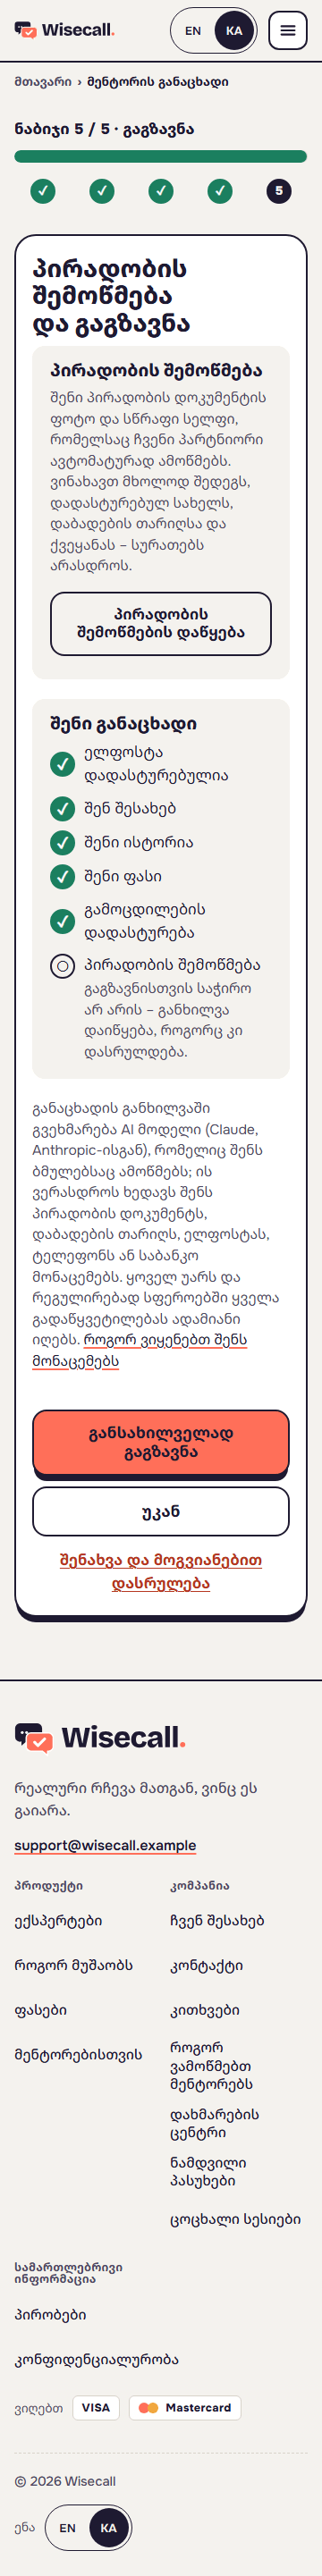 Wisecall.
EN KA
მთავარი › მენტორის განაცხადი
ნაბიჯი 5 / 5 · გაგზავნა
5
პირადობის
შემოწმება
და გაგზავნა
პირადობის შემოწმება
შენი პირადობის დოკუმენტის
ფოტო და სწრაფი სელფი,
რომელსაც ჩვენი პარტნიორი
ავტომატურად ამოწმებს.
ვინახავთ მხოლოდ შედეგს,
დადასტურებულ სახელს,
დაბადების თარიღსა და
ქვეყანას – სურათებს
არასდროს.
პირადობის
შემოწმების დაწყება
შენი განაცხადი
ელფოსტა
დადასტურებულია
შენ შესახებ
შენი ისტორია
შენი ფასი
გამოცდილების
დადასტურება
პირადობის შემოწმება
გაგზავნისთვის საჭირო
არ არის – განხილვა
დაიწყება, როგორც კი
დასრულდება.
განაცხადის განხილვაში
გვეხმარება AI მოდელი (Claude,
Anthropic-ისგან), რომელიც შენს
ბმულებსაც ამოწმებს; ის
ვერასდროს ხედავს შენს
პირადობის დოკუმენტს,
დაბადების თარიღს, ელფოსტას,
ტელეფონს ან საბანკო
მონაცემებს. ყოველ უარს და
რეგულირებად სფეროებში ყველა
გადაწყვეტილებას ადამიანი
იღებს. როგორ ვიყენებთ შენს
მონაცემებს
განსახილველად
გაგზავნა
უკან
შენახვა და მოგვიანებით
დასრულება
Wisecall.
რეალური რჩევა მათგან, ვინც ეს
გაიარა.
support@wisecall.example
პროდუქტი
ექსპერტები
როგორ მუშაობს
ფასები
მენტორებისთვის
კომპანია
ჩვენ შესახებ
კონტაქტი
კითხვები
როგორ
ვამოწმებთ
მენტორებს
დახმარების
ცენტრი
ნამდვილი
პასუხები
ცოცხალი სესიები
სამართლებრივი
ინფორმაცია
პირობები
კონფიდენციალურობა
ვიღებთ VISA Mastercard
© 2026 Wisecall
ენა EN KA